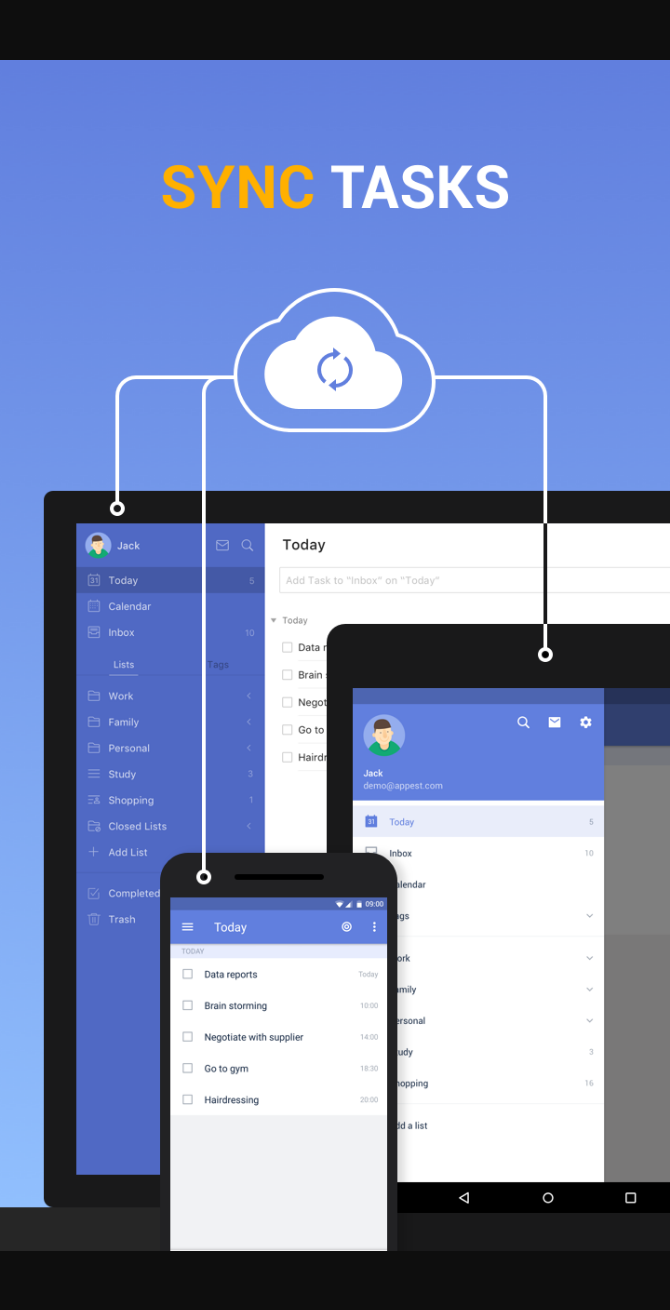 SYNC TASKS
Jack
31 Today 5
Calendar
Inbox 10
Lists Tags
Work
Family
Personal
Study 3
Shopping 1
Closed Lists
Add List
Completed
Trash
Today
Add Task to "Inbox" on "Today"
Today
Data r
Brain
Negot
Go to
Hairdr
Jack
demo@appest.com
31 Today 5
Inbox 10
alendar
ags
ork
amily
ersonal
udy 3
hopping 16
dd a list
09:00
Today
TODAY
Data reports Today
Brain storming 10:00
Negotiate with supplier 14:00
Go to gym 18:30
Hairdressing 20:00